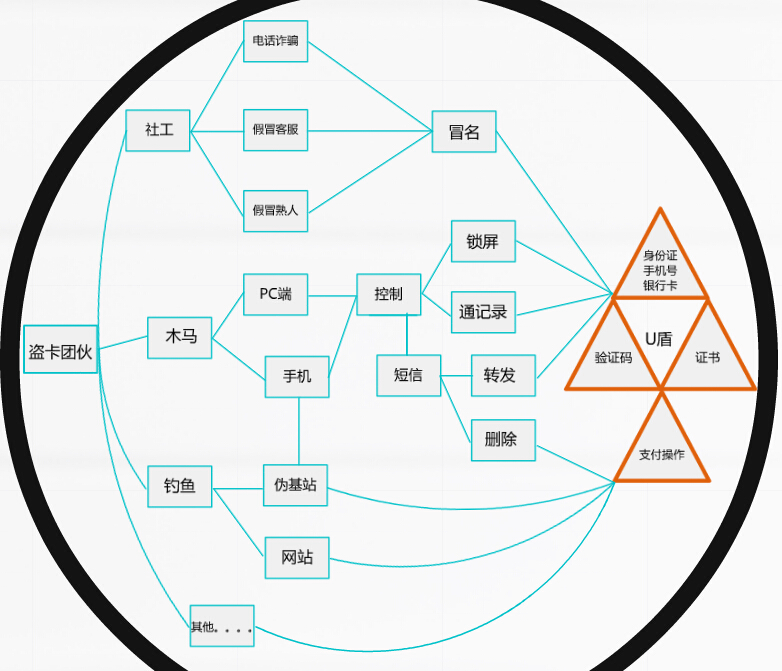 电话诈骗
社工
假冒客服
冒名
假冒熟人
锁屏
身份证
手机号
银行卡
PC端
控制
通记录
木马
U盾
盗卡团伙
验证码
证书
手机
短信
转发
删除
支付操作
钓鱼
伪基站
网站
其他。。。。